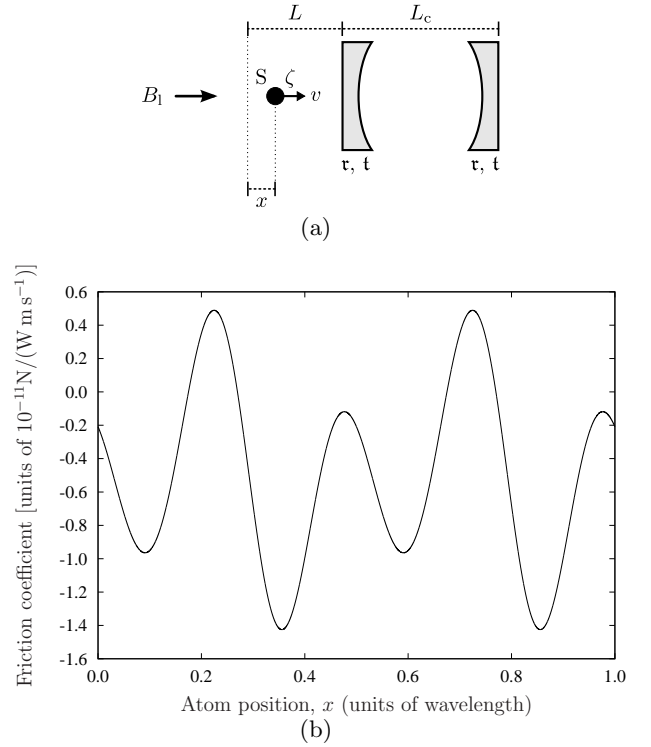 L L_c
S ζ
B_l v
𝔯, 𝔱 𝔯, 𝔱
x
(a)
Friction coefficient [units of 10⁻¹¹N/(W m s⁻¹)]
0.6
0.4
0.2
0.0
-0.2
-0.4
-0.6
-0.8
-1.0
-1.2
-1.4
-1.6
0.0 0.2 0.4 0.6 0.8 1.0
Atom position, x (units of wavelength)
(b)